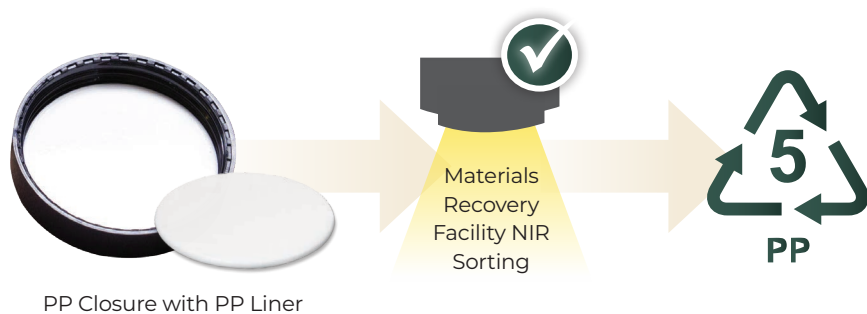 PP Closure with PP Liner
Materials
Recovery
Facility NIR
Sorting
5
PP